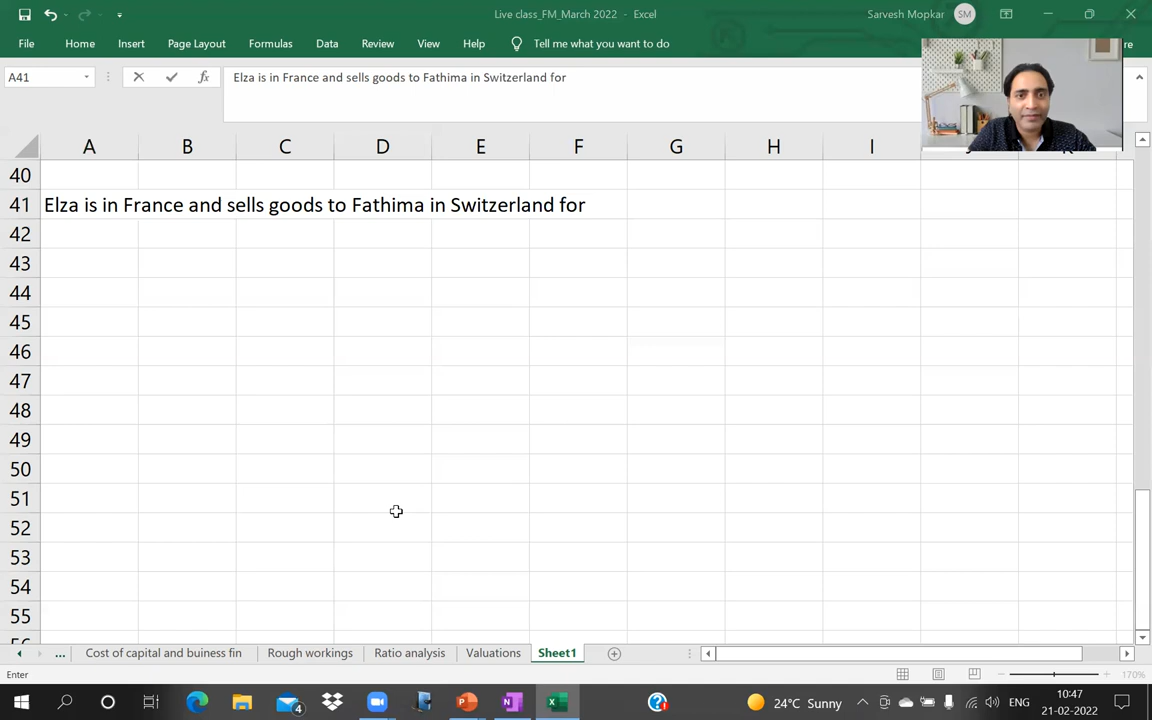 Live class_FM_March 2022 - Excel
Sarvesh Mopkar SM
File Home Insert Page Layout Formulas Data Review View Help Tell me what you want to do re
A41 fx Elza is in France and sells goods to Fathima in Switzerland for
A B C D E F G H I
40
41 Elza is in France and sells goods to Fathima in Switzerland for
42
43
44
45
46
47
48
49
50
51
52
53
54
55
56
... Cost of capital and buiness fin Rough workings Ratio analysis Valuations Sheet1
Enter 170%
4 24°C Sunny ENG 10:47
21-02-2022